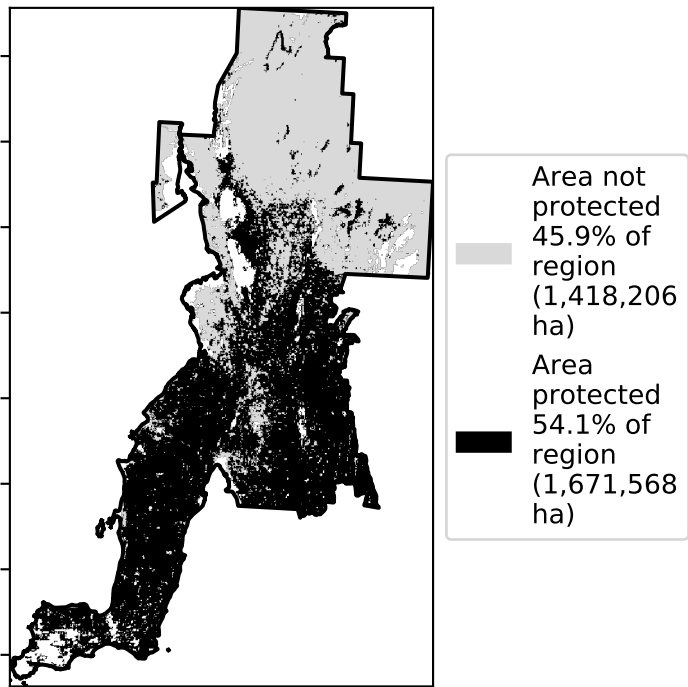 Area not
protected
45.9% of
region
(1,418,206
ha)
Area
protected
54.1% of
region
(1,671,568
ha)